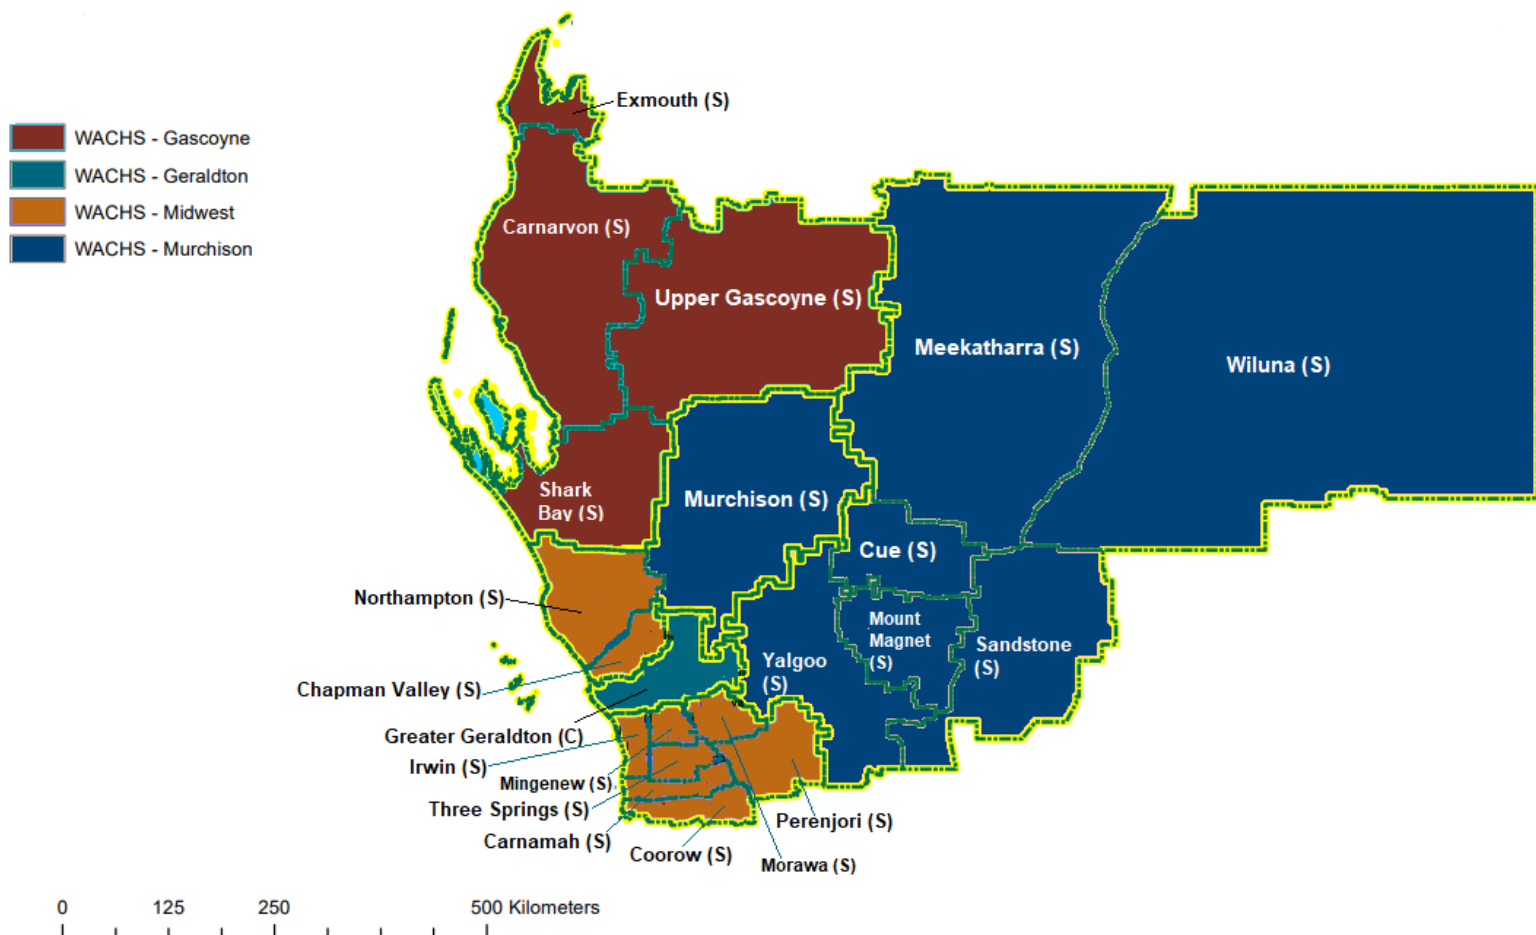 Exmouth (S)
WACHS - Gascoyne
WACHS - Geraldton
WACHS - Midwest
WACHS - Murchison
Carnarvon (S)
Upper Gascoyne (S)
Meekatharra (S)
Wiluna (S)
Shark
Bay (S)
Murchison (S)
Cue (S)
Northampton (S)
Mount
Magnet
(S)
Sandstone
(S)
Yalgoo
(S)
Chapman Valley (S)
Greater Geraldton (C)
Irwin (S)
Mingenew (S)
Three Springs (S)
Carnamah (S)
Coorow (S)
Perenjori (S)
Morawa (S)
0 125 250 500 Kilometers